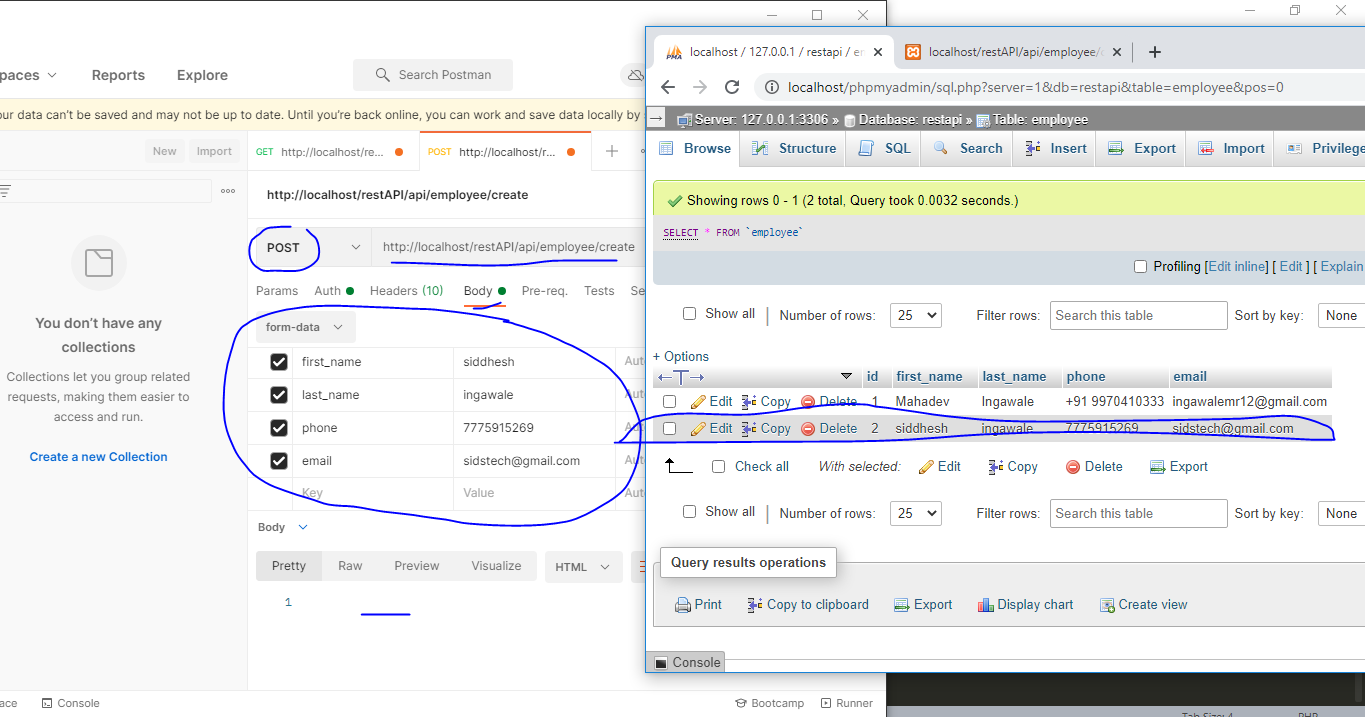 paces
Reports
Explore
Search Postman
ur data can't be saved and may not be up to date. Until you're back online, you can work and save data locally by
New
Import
GET http://localhost/re...
POST http://localhost/r...
http://localhost/restAPI/api/employee/create
POST
http://localhost/restAPI/api/employee/create
Params
Auth
Headers (10)
Body
Pre-req.
Tests
Se
form-data
first_name siddhesh Auto
last_name ingawale Auto
phone 7775915269
email sidstech@gmail.com Auto
Key Value Auto
You don't have any
collections
Collections let you group related
requests, making them easier to
access and run.
Create a new Collection
Body
Pretty
Raw
Preview
Visualize
HTML
1
ace
Console
Bootcamp
Runner
localhost / 127.0.0.1 / restapi / em
localhost/restAPI/api/employee/
localhost/phpmyadmin/sql.php?server=1&db=restapi&table=employee&pos=0
Server: 127.0.0.1:3306 » Database: restapi » Table: employee
Browse
Structure
SQL
Search
Insert
Export
Import
Privilege
Showing rows 0 - 1 (2 total, Query took 0.0032 seconds.)
SELECT * FROM `employee`
Profiling [Edit inline] [ Edit ] [ Explain
Show all
Number of rows: 25
Filter rows: Search this table
Sort by key: None
+ Options
id first_name last_name phone email
Edit Copy Delete 1 Mahadev Ingawale +91 9970410333 ingawalemr12@gmail.com
Edit Copy Delete 2 siddhesh ingawale 7775915269 sidstech@gmail.com
Check all With selected: Edit Copy Delete Export
Show all
Number of rows: 25
Filter rows: Search this table
Sort by key: None
Query results operations
Print
Copy to clipboard
Export
Display chart
Create view
Console
Tab Size: 4
PHP